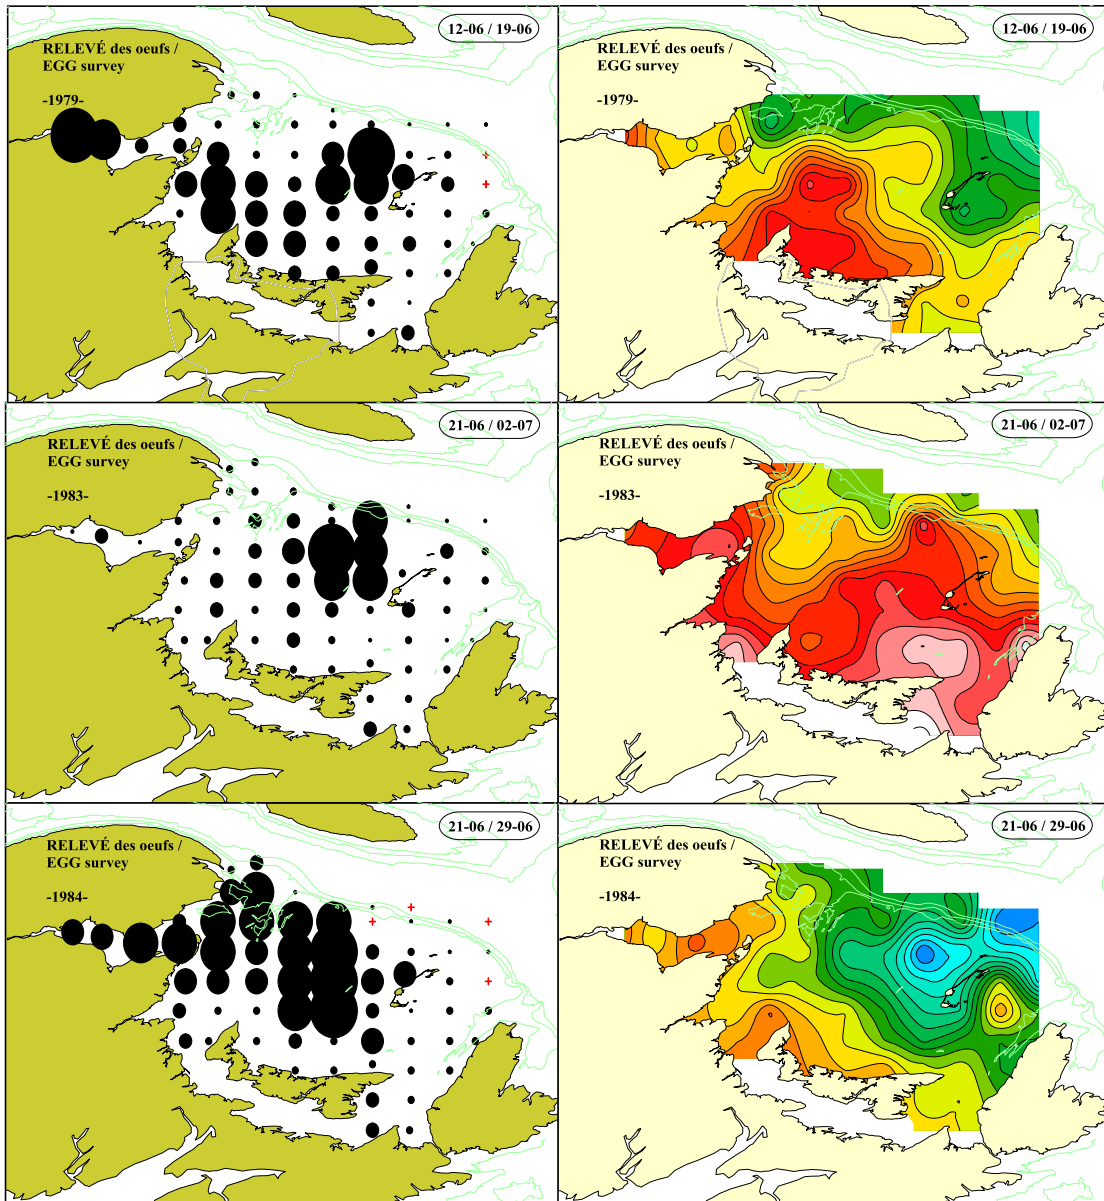 12-06 / 19-06
RELEVÉ des oeufs /
EGG survey
-1979-
12-06 / 19-06
RELEVÉ des oeufs /
EGG survey
-1979-
21-06 / 02-07
RELEVÉ des oeufs /
EGG survey
-1983-
21-06 / 02-07
RELEVÉ des oeufs /
EGG survey
-1983-
21-06 / 29-06
RELEVÉ des oeufs /
EGG survey
-1984-
21-06 / 29-06
RELEVÉ des oeufs /
EGG survey
-1984-